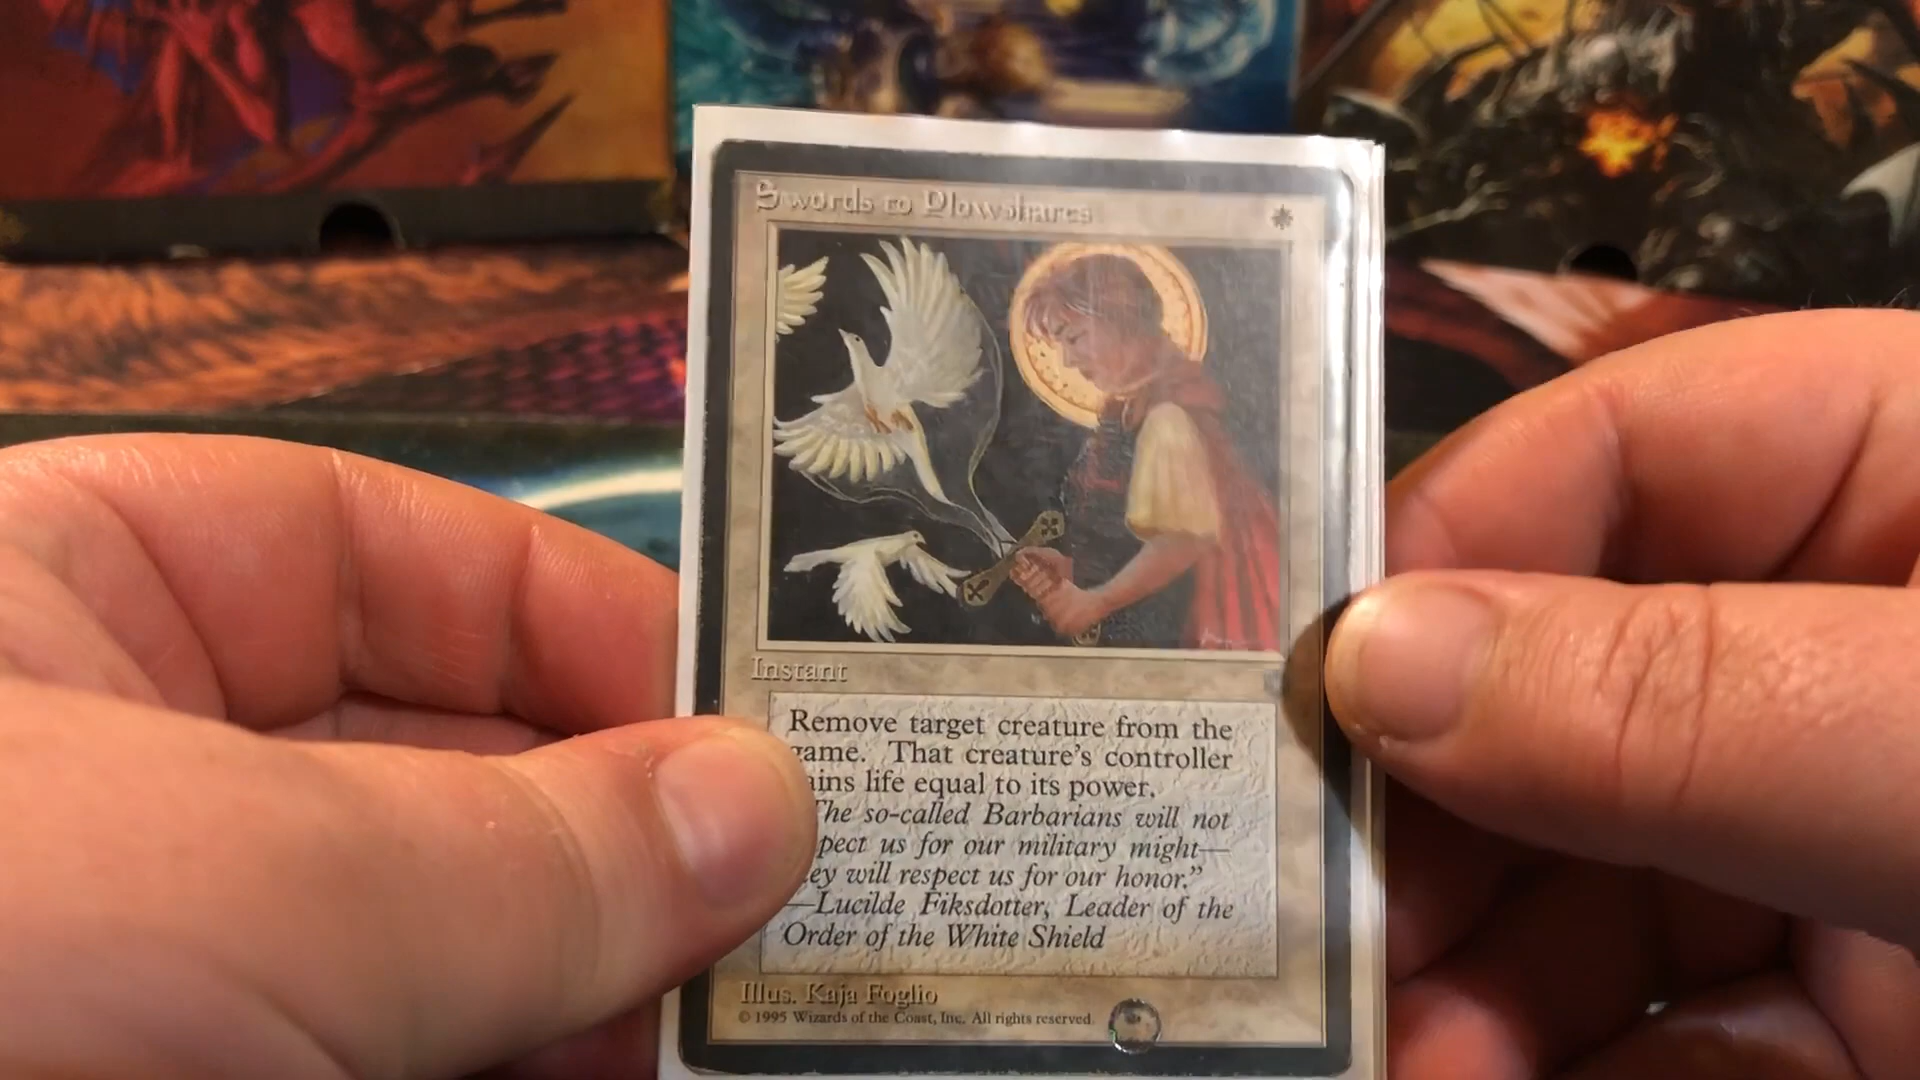 Swords to Plowshares
Instant
Remove target creature from the
game. That creature's controller
ains life equal to its power.
The so-called Barbarians will not
pect us for our military might—
ey will respect us for our honor.”
—Lucilde Fiksdotter, Leader of the
Order of the White Shield
Illus. Kaja Foglio
© 1995 Wizards of the Coast, Inc. All rights reserved.